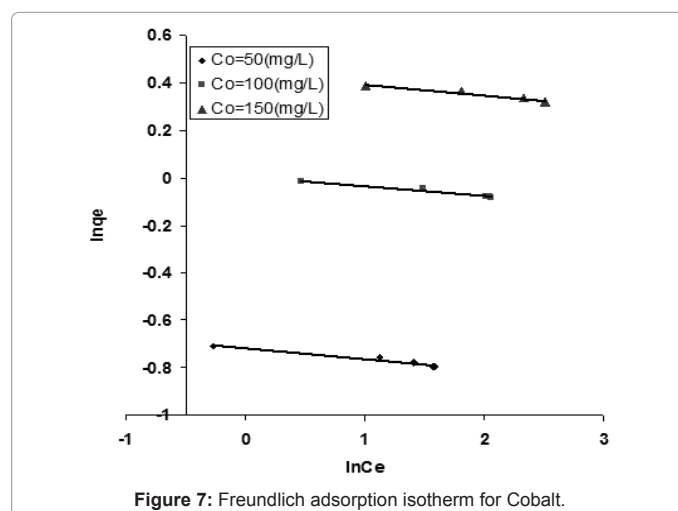 0.6
0.4
0.2
0
-0.2
-0.4
-0.6
-0.8
-1
Co=50(mg/L)
Co=100(mg/L)
Co=150(mg/L)
lnqe
-1 0 1 2 3
lnCe
Figure 7: Freundlich adsorption isotherm for Cobalt.